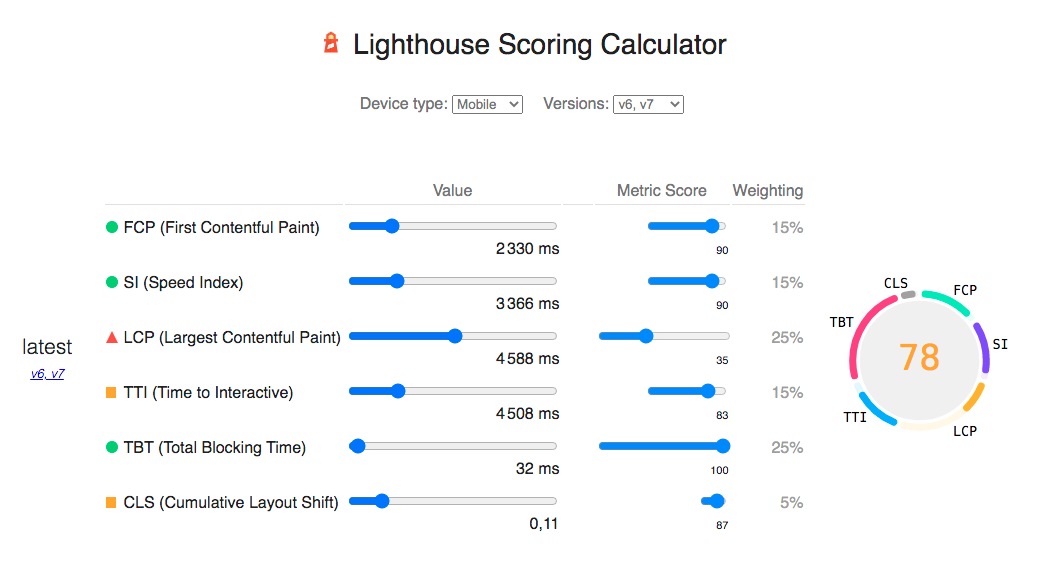 Lighthouse Scoring Calculator
Device type: Mobile Versions: v6, v7
Value Metric Score Weighting
FCP (First Contentful Paint) 15%
2 330 ms 90
SI (Speed Index) 15%
3 366 ms 90
LCP (Largest Contentful Paint) 25%
4 588 ms 35
TTI (Time to Interactive) 15%
4 508 ms 83
TBT (Total Blocking Time) 25%
32 ms 100
CLS (Cumulative Layout Shift) 5%
0,11 87
latest
v6, v7
CLS
FCP
TBT
SI
78
TTI
LCP